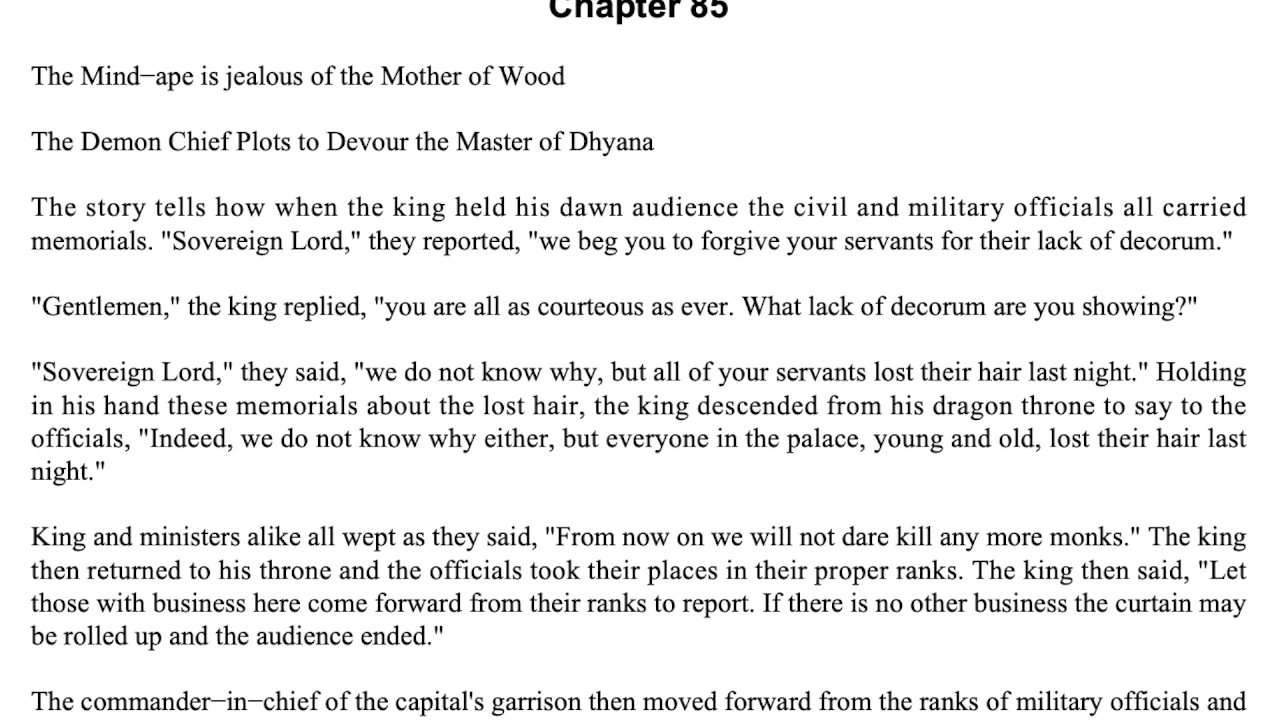 Chapter 85
The Mind−ape is jealous of the Mother of Wood
The Demon Chief Plots to Devour the Master of Dhyana
The story tells how when the king held his dawn audience the civil and military officials all carried
memorials. "Sovereign Lord," they reported, "we beg you to forgive your servants for their lack of decorum."
"Gentlemen," the king replied, "you are all as courteous as ever. What lack of decorum are you showing?"
"Sovereign Lord," they said, "we do not know why, but all of your servants lost their hair last night." Holding
in his hand these memorials about the lost hair, the king descended from his dragon throne to say to the
officials, "Indeed, we do not know why either, but everyone in the palace, young and old, lost their hair last
night."
King and ministers alike all wept as they said, "From now on we will not dare kill any more monks." The king
then returned to his throne and the officials took their places in their proper ranks. The king then said, "Let
those with business here come forward from their ranks to report. If there is no other business the curtain may
be rolled up and the audience ended."
The commander−in−chief of the capital's garrison then moved forward from the ranks of military officials and